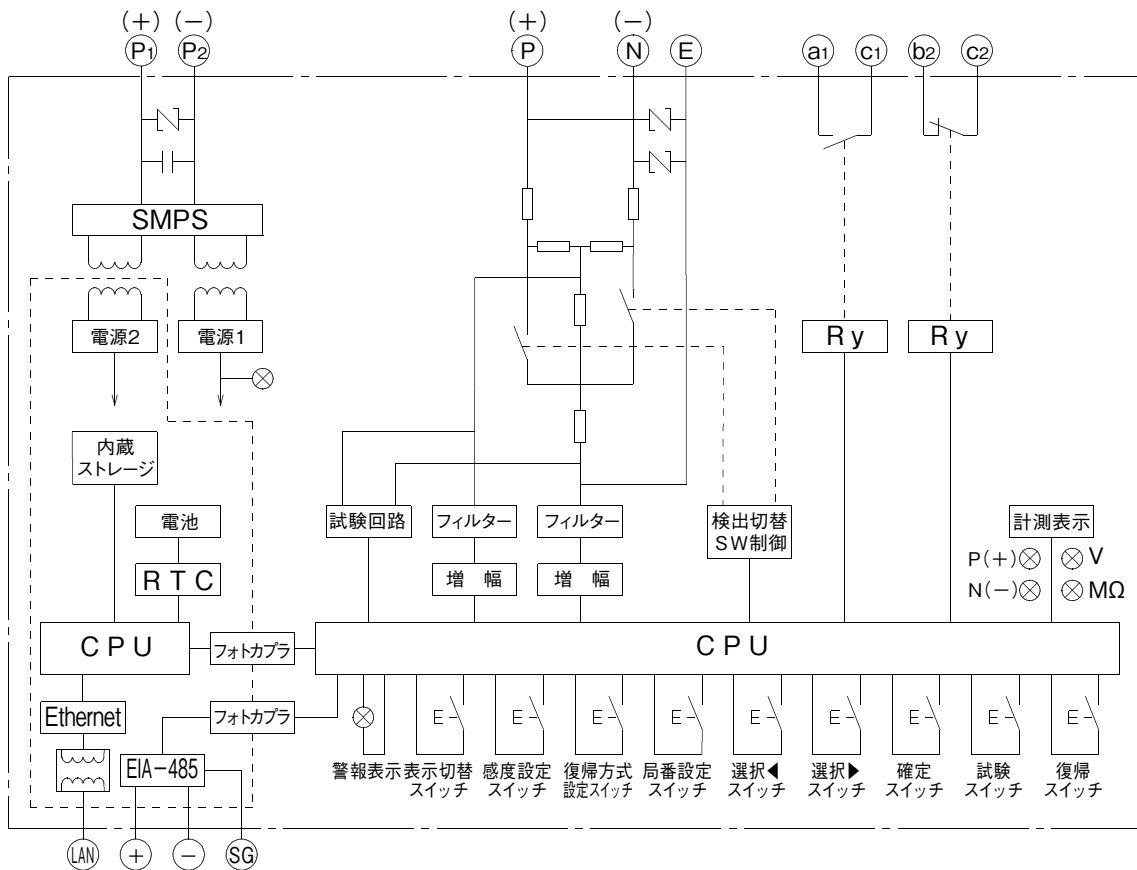 (+) (−)
P1 P2
(+) (−)
P N E
a1 c1 b2 c2
SMPS
電源2 電源1
Ry Ry
内蔵
ストレージ
電池
RTC
試験回路
フィルター
フィルター
検出切替
SW制御
計測表示
P(+) V
N(−) MΩ
増 幅
増 幅
CPU
フォトカプラ
CPU
Ethernet
フォトカプラ
EIA−485
警報表示
表示切替
スイッチ
感度設定
スイッチ
復帰方式
設定スイッチ
局番設定
スイッチ
選択◀
スイッチ
選択▶
スイッチ
確定
スイッチ
試験
スイッチ
復帰
スイッチ
LAN + − SG